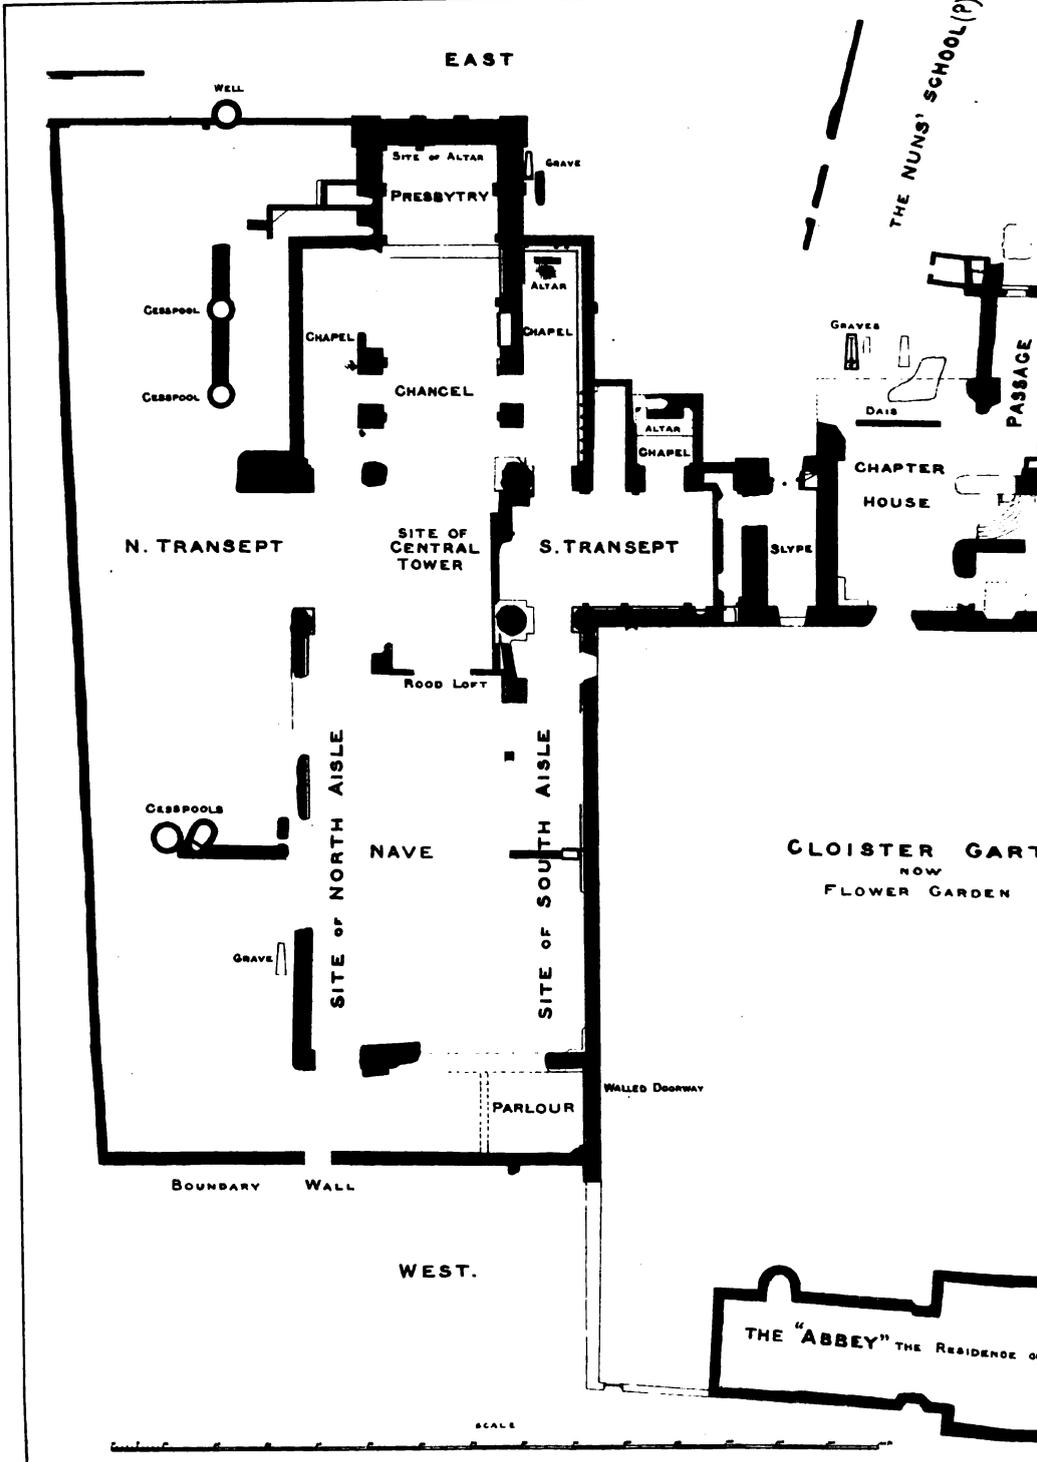 EAST
THE NUNS' SCHOOL (?)
WELL
SITE OF ALTAR
GRAVE
PRESBYTRY
ALTAR
CESSPOOL
CHAPEL
CHAPEL
GRAVES
PASSAGE
CHANCEL
CESSPOOL
DAIS
ALTAR
CHAPEL
CHAPTER
HOUSE
N. TRANSEPT
SITE OF
CENTRAL
TOWER
S. TRANSEPT
SLYPE
ROOD LOFT
SITE OF NORTH AISLE
SITE OF SOUTH AISLE
CESSPOOLS
NAVE
CLOISTER GART
NOW
FLOWER GARDEN
GRAVE
WALLED DOORWAY
PARLOUR
BOUNDARY WALL
WEST.
THE "ABBEY" THE RESIDENCE
SCALE